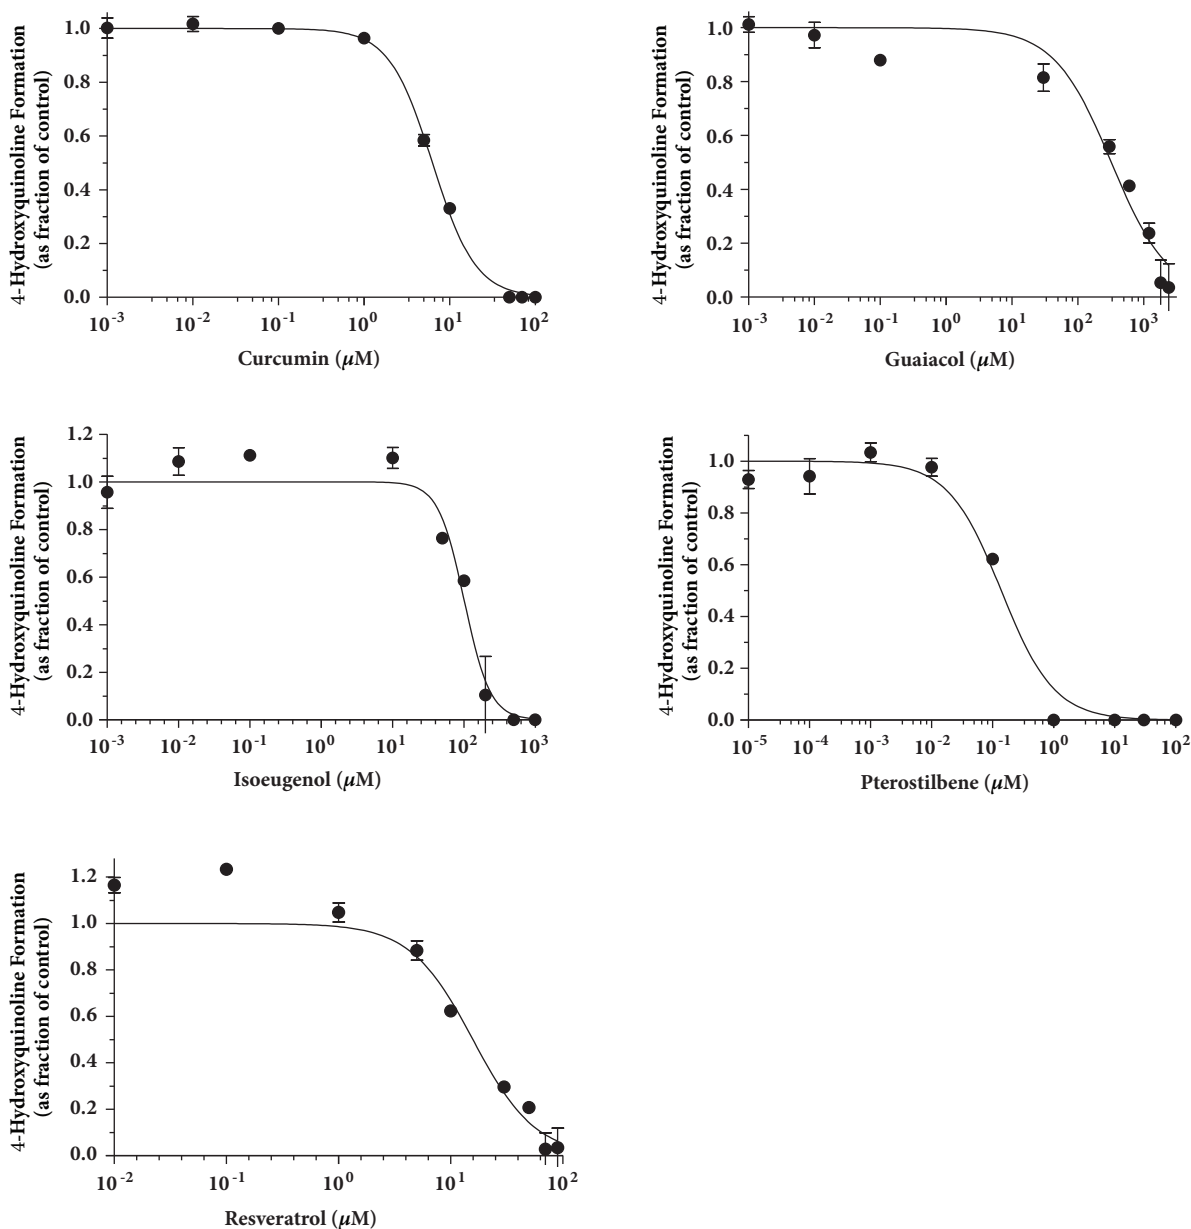 4-Hydroxyquinoline Formation
(as fraction of control)
1.0
0.8
0.6
0.4
0.2
0.0
10-3 10-2 10-1 100 101 102
Curcumin (μM)
4-Hydroxyquinoline Formation
(as fraction of control)
1.0
0.8
0.6
0.4
0.2
0.0
10-3 10-2 10-1 100 101 102 103
Guaiacol (μM)
4-Hydroxyquinoline Formation
(as fraction of control)
1.2
1.0
0.8
0.6
0.4
0.2
0.0
10-3 10-2 10-1 100 101 102 103
Isoeugenol (μM)
4-Hydroxyquinoline Formation
(as fraction of control)
1.0
0.8
0.6
0.4
0.2
0.0
10-5 10-4 10-3 10-2 10-1 100 101 102
Pterostilbene (μM)
4-Hydroxyquinoline Formation
(as fraction of control)
1.2
1.0
0.8
0.6
0.4
0.2
0.0
10-2 10-1 100 101 102
Resveratrol (μM)